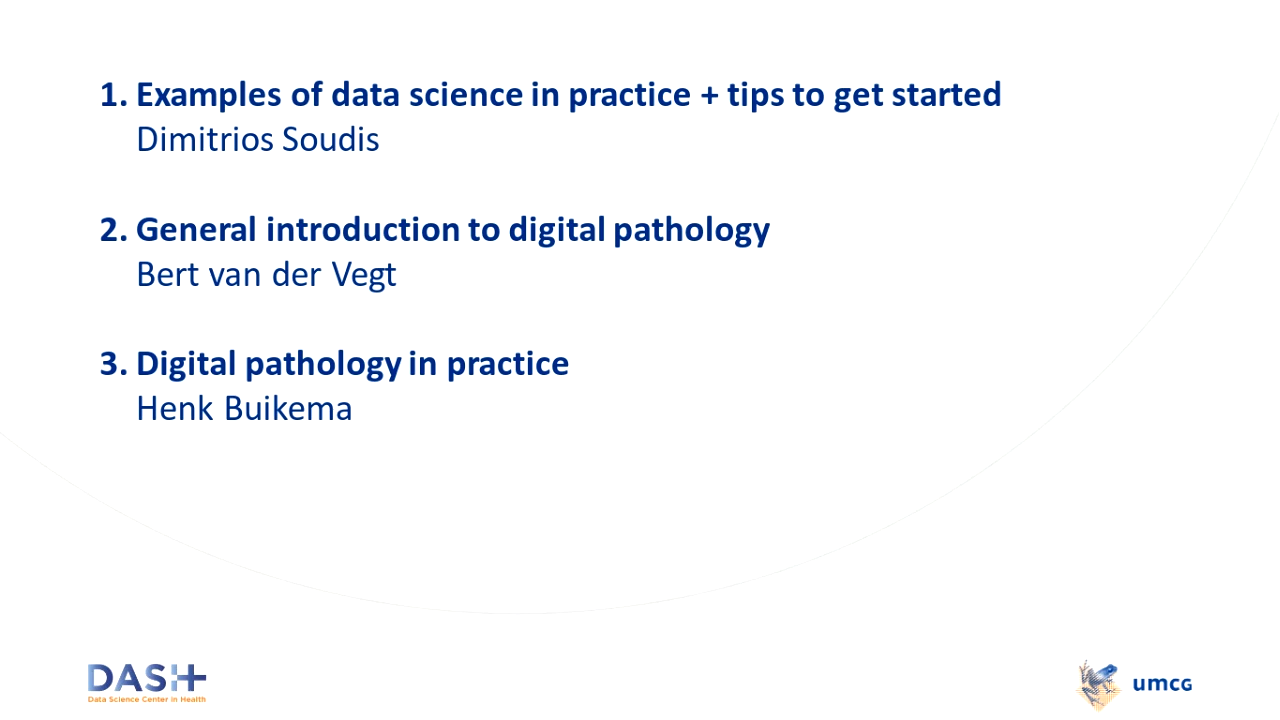 1. Examples of data science in practice + tips to get started
Dimitrios Soudis
2. General introduction to digital pathology
Bert van der Vegt
3. Digital pathology in practice
Henk Buikema
DASH
Data Science Center in Health
umcg